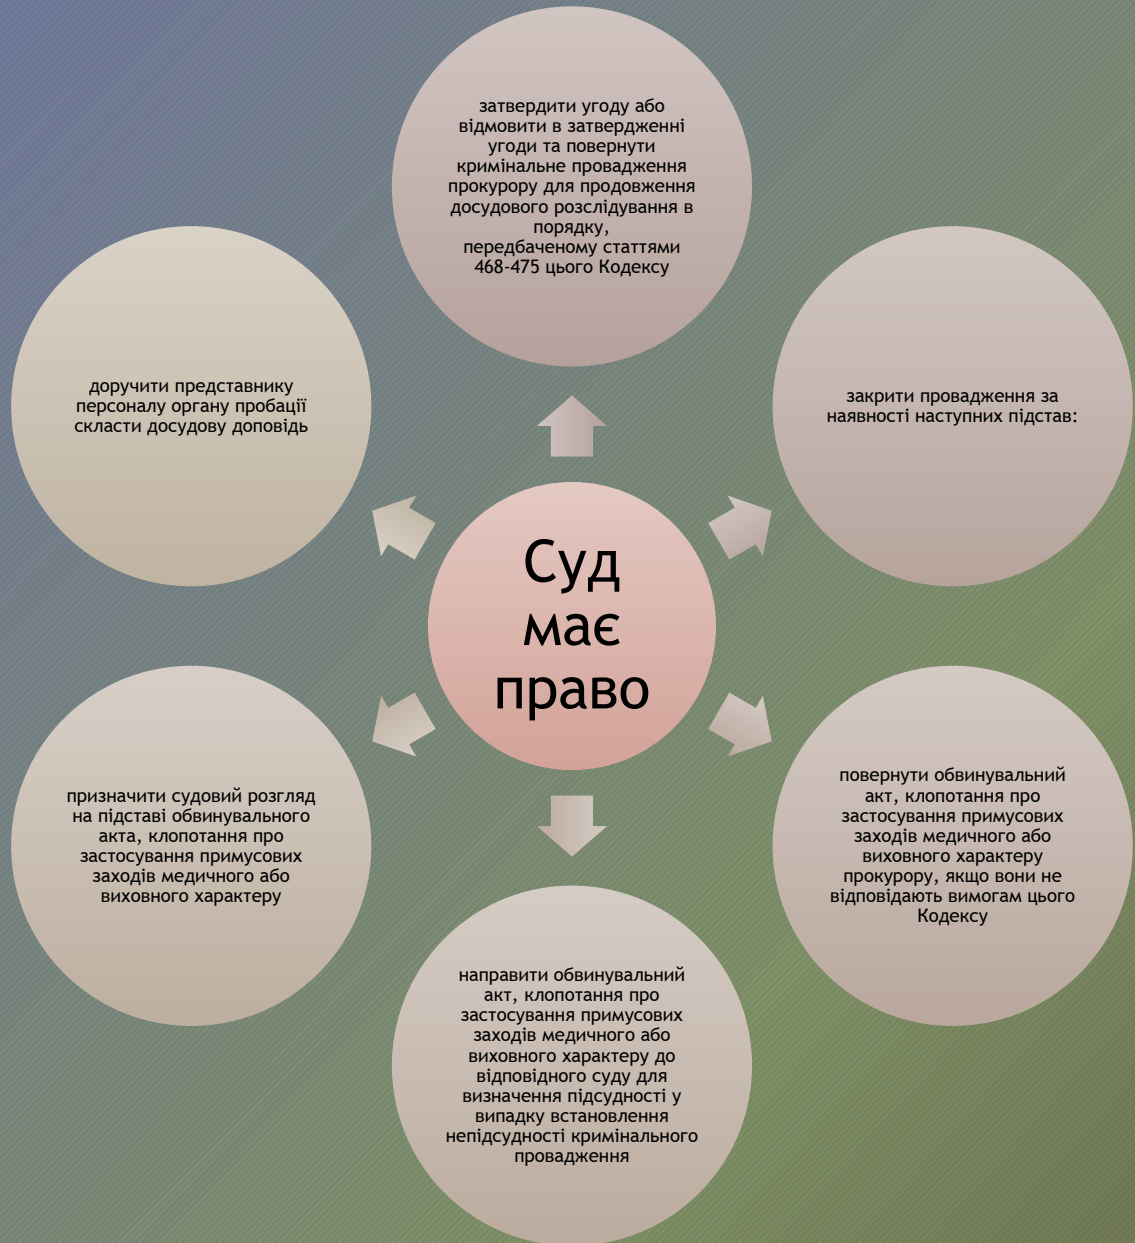 затвердити угоду або
відмовити в затвердженні
угоди та повернути
кримінальне провадження
прокурору для продовження
досудового розслідування в
порядку,
передбаченому статтями
468-475 цього Кодексу
закрити провадження за
наявності наступних підстав:
повернути обвинувальний
акт, клопотання про
застосування примусових
заходів медичного або
виховного характеру
прокурору, якщо вони не
відповідають вимогам цього
Кодексу
направити обвинувальний
акт, клопотання про
застосування примусових
заходів медичного або
виховного характеру до
відповідного суду для
визначення підсудності у
випадку встановлення
непідсудності кримінального
провадження
призначити судовий розгляд
на підставі обвинувального
акта, клопотання про
застосування примусових
заходів медичного або
виховного характеру
доручити представнику
персоналу органу пробації
скласти досудову доповідь
Суд
має
право